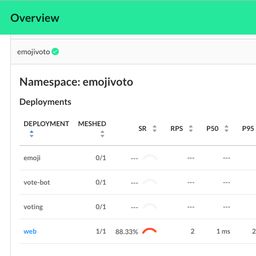 Overview
emojivoto
Namespace: emojivoto
Deployments
DEPLOYMENT MESHED SR RPS P50 P95
emoji 0/1 --- --- ---
vote-bot 0/1 --- --- ---
voting 0/1 --- --- ---
web 1/1 88.33% 2 1 ms 2